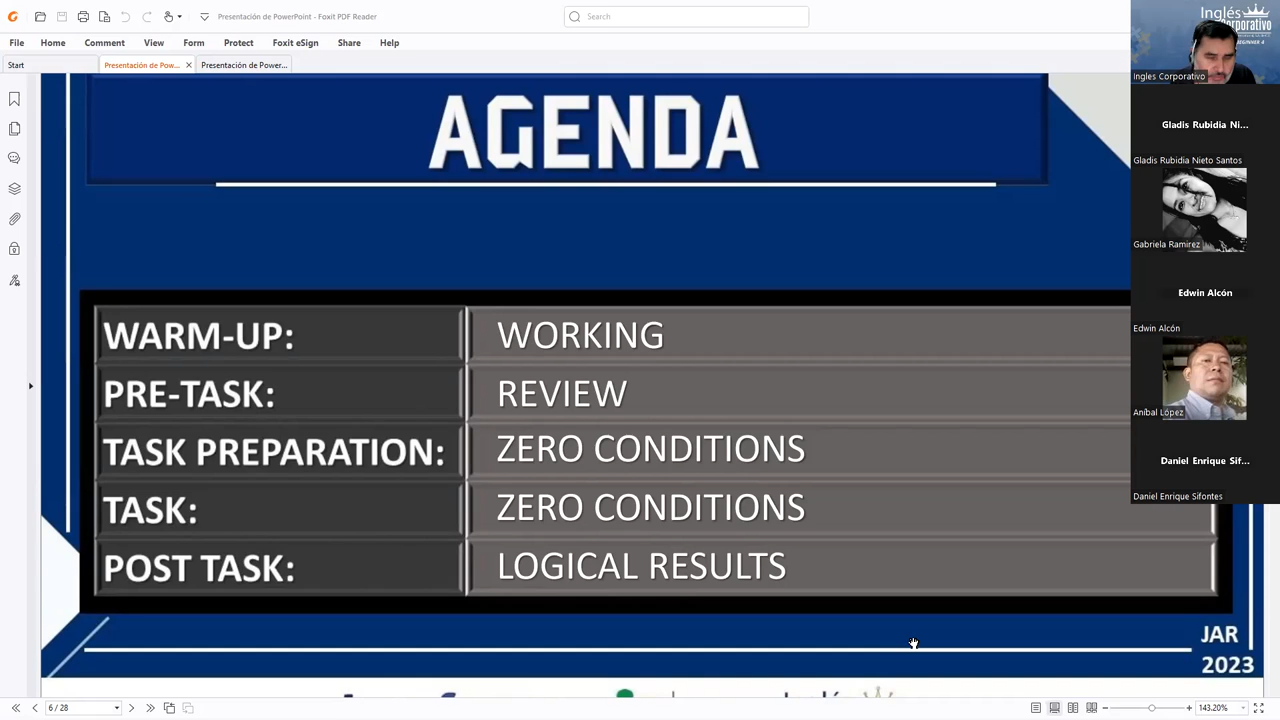 Presentación de PowerPoint - Foxit PDF Reader
Search
File Home Comment View Form Protect Foxit eSign Share Help
Start
Presentación de Pow...
Presentación de Power...
AGENDA
WARM-UP: WORKING
PRE-TASK: REVIEW
TASK PREPARATION: ZERO CONDITIONS
TASK: ZERO CONDITIONS
POST TASK: LOGICAL RESULTS
JAR
2023
Inglés
Corporativo
BEGINNER 4
Ingles Corporativo
Gladis Rubidia Ni...
Gladis Rubidia Nieto Santos
Gabriela Ramirez
Edwin Alcón
Edwin Alcón
Aníbal López
Daniel Enrique Sif...
Daniel Enrique Sifontes
6 / 28
143.20%